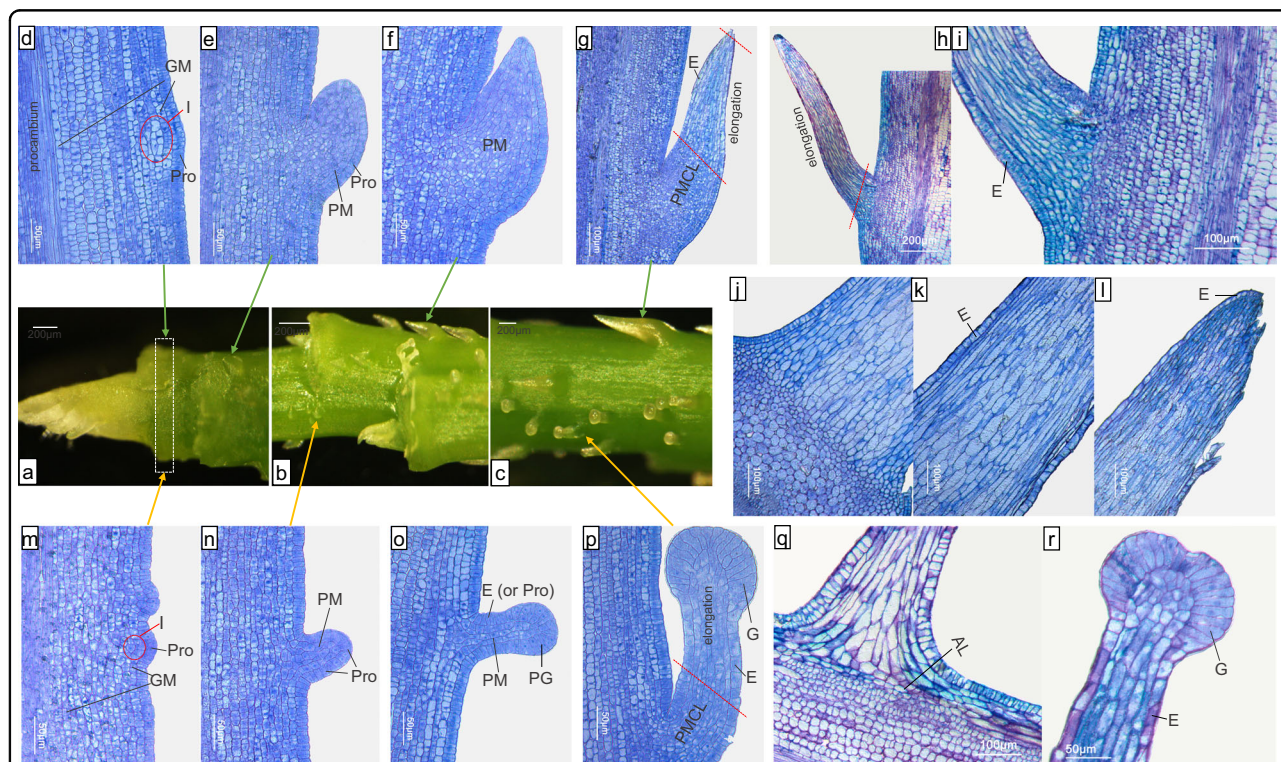 d
GM
I
procambium
Pro
50μm
e
Pro
PM
50μm
f
PM
50μm
g
E
elongation
PMCL
100μm
h
elongation
200μm
i
E
100μm
a
200μm
b
200μm
c
200μm
j
100μm
k
E
100μm
l
E
100μm
m
I
Pro
GM
50μm
n
PM
Pro
50μm
o
E (or Pro)
PM
PG
50μm
p
elongation
G
E
PMCL
50μm
q
AL
100μm
r
G
E
50μm